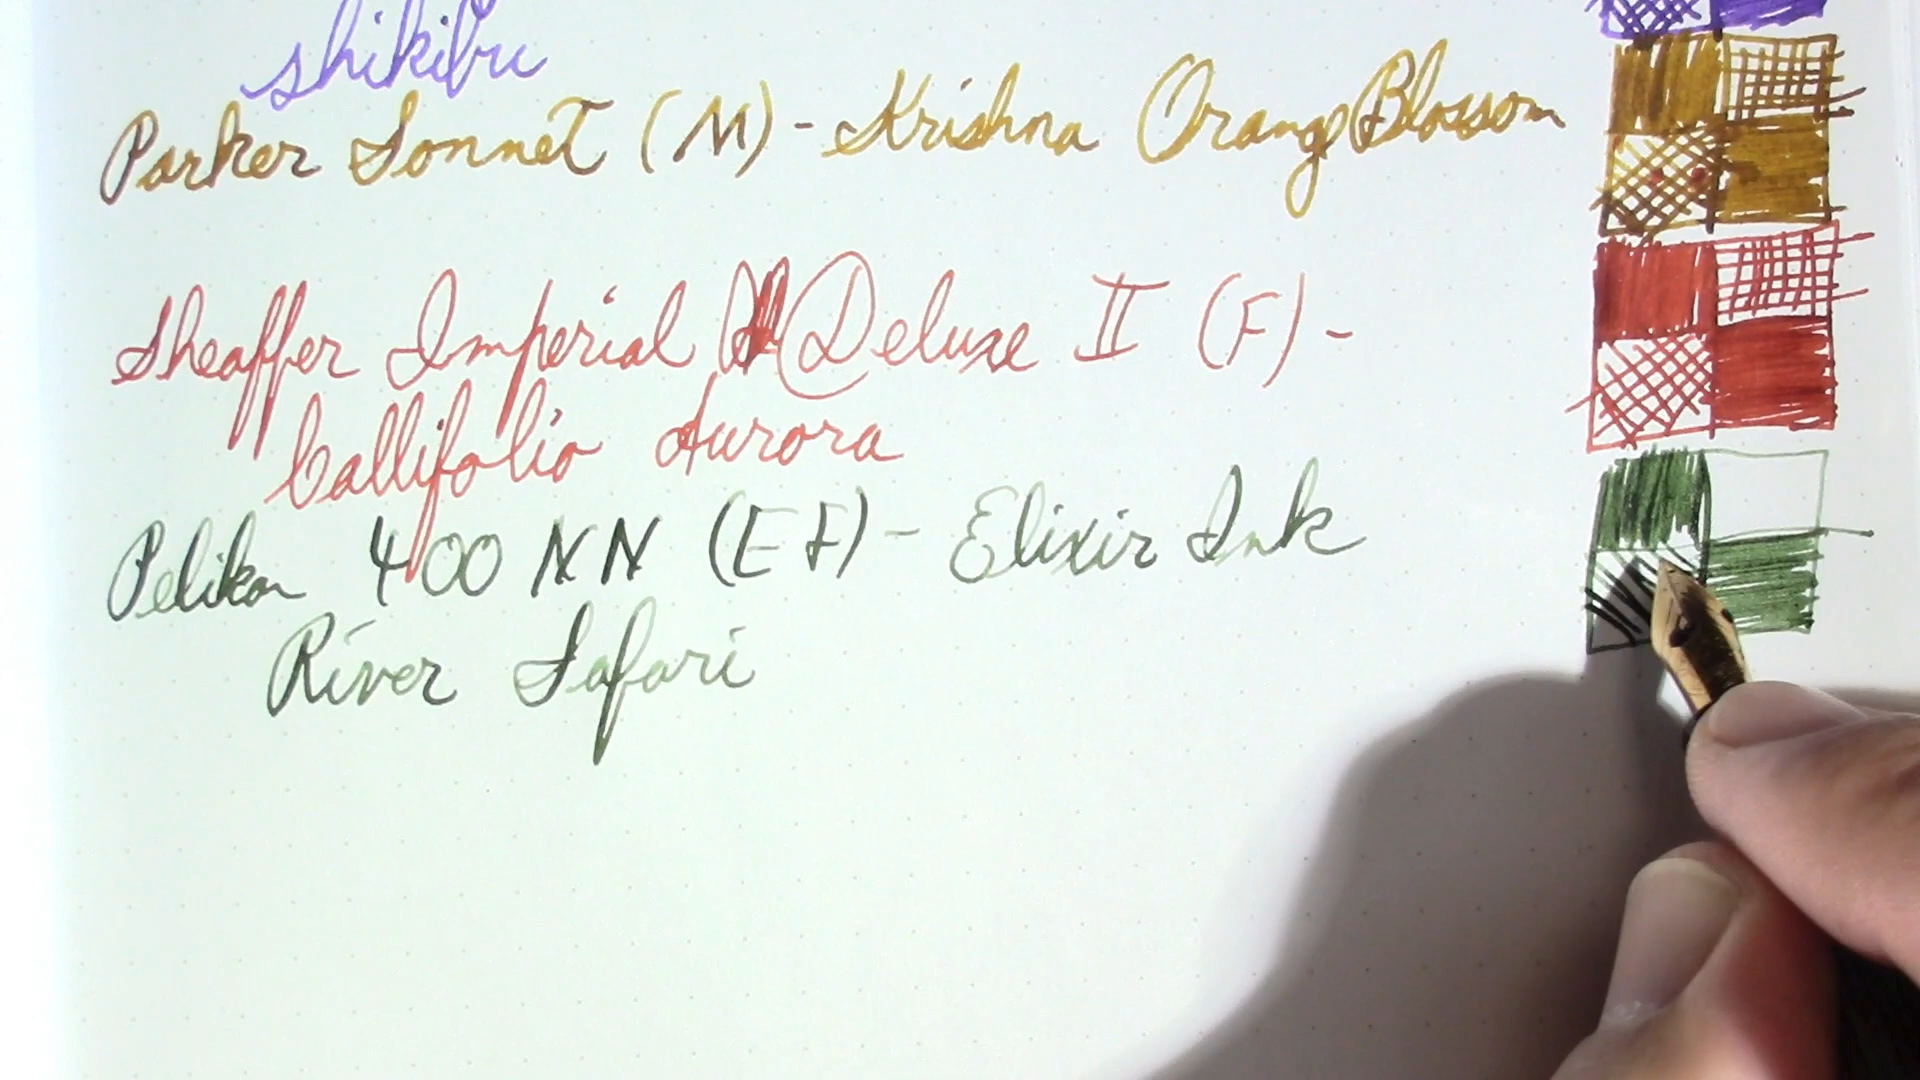 shikibu
Parker Sonnet (M) - Krishna Orange Blossom
Sheaffer Imperial Deluxe II (F) -
Callifolio Aurora
Pelikan 400 NN (EF) - Elixir Ink
River Safari